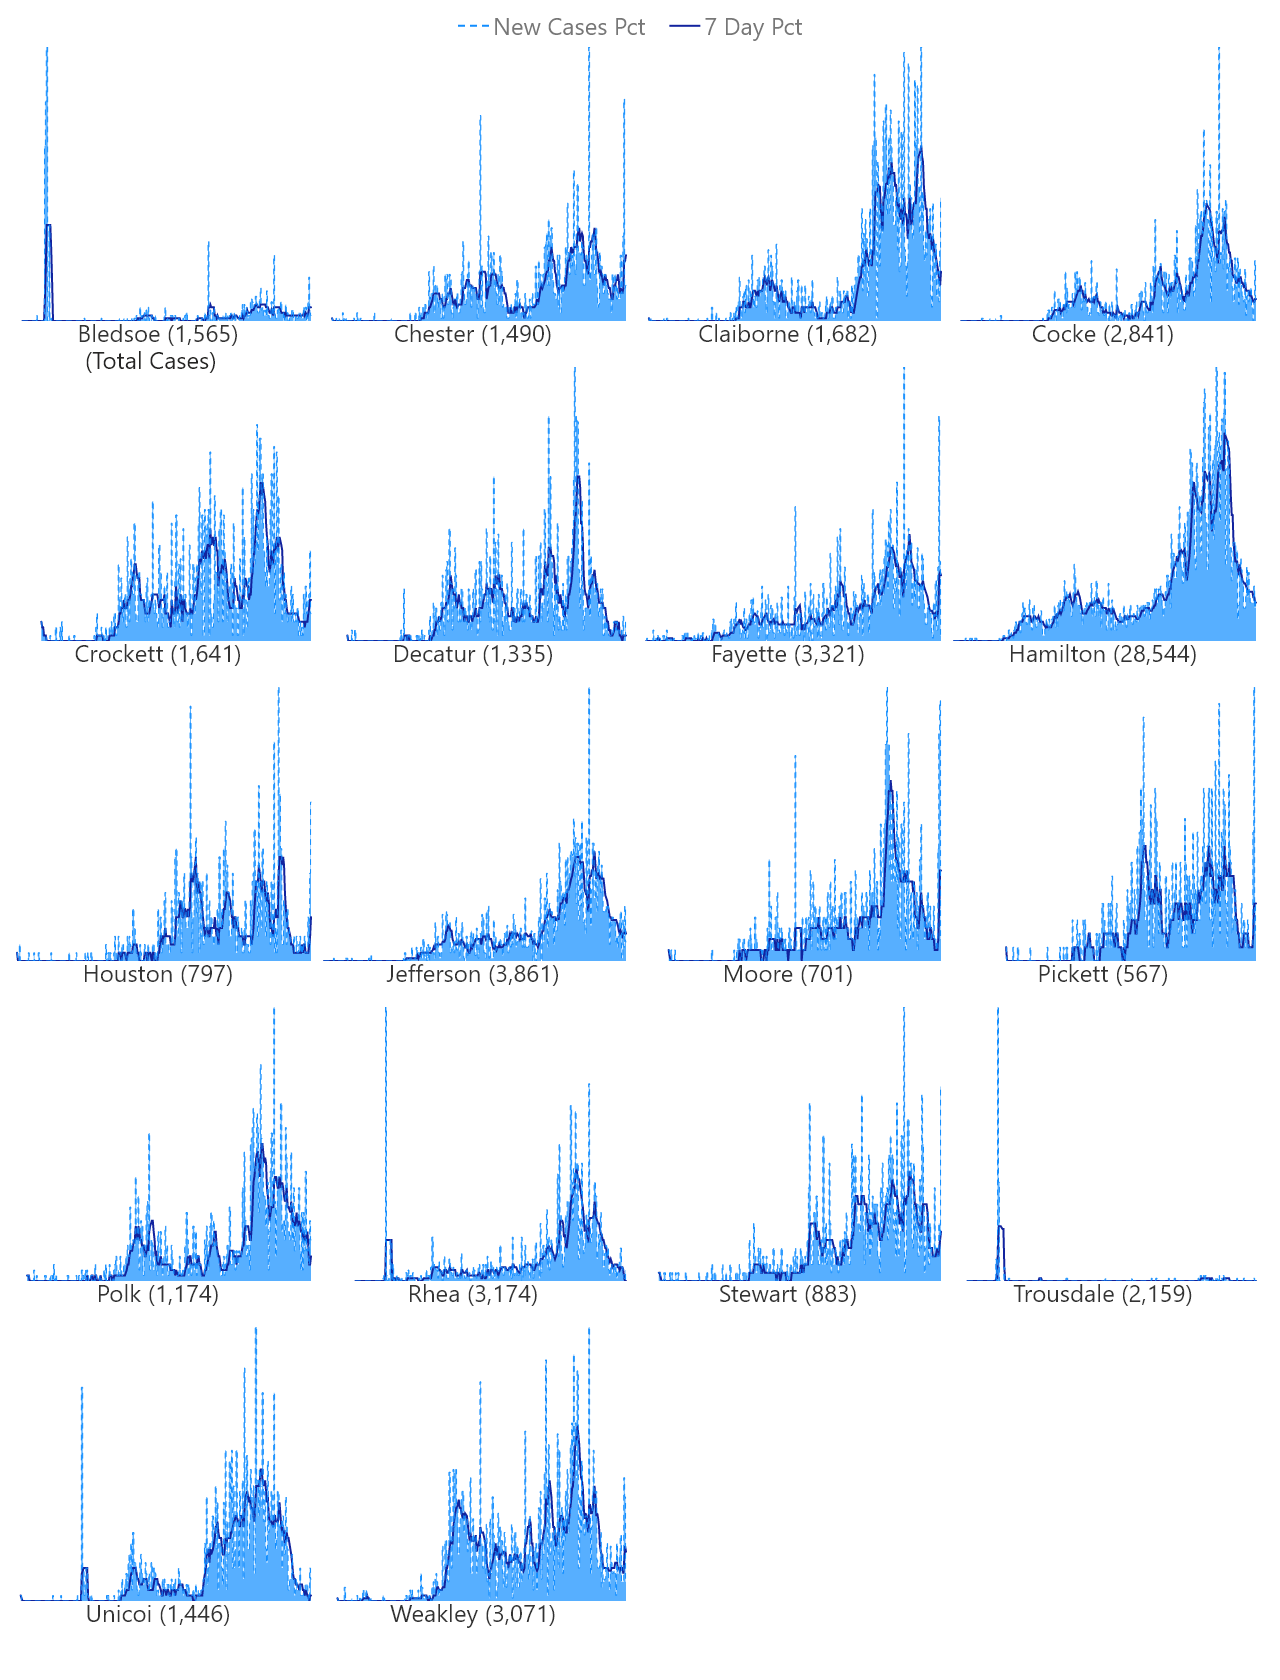 New Cases Pct 7 Day Pct
Bledsoe (1,565) Chester (1,490) Claiborne (1,682) Cocke (2,841)
(Total Cases)
Crockett (1,641) Decatur (1,335) Fayette (3,321) Hamilton (28,544)
Houston (797) Jefferson (3,861) Moore (701) Pickett (567)
Polk (1,174) Rhea (3,174) Stewart (883) Trousdale (2,159)
Unicoi (1,446) Weakley (3,071)